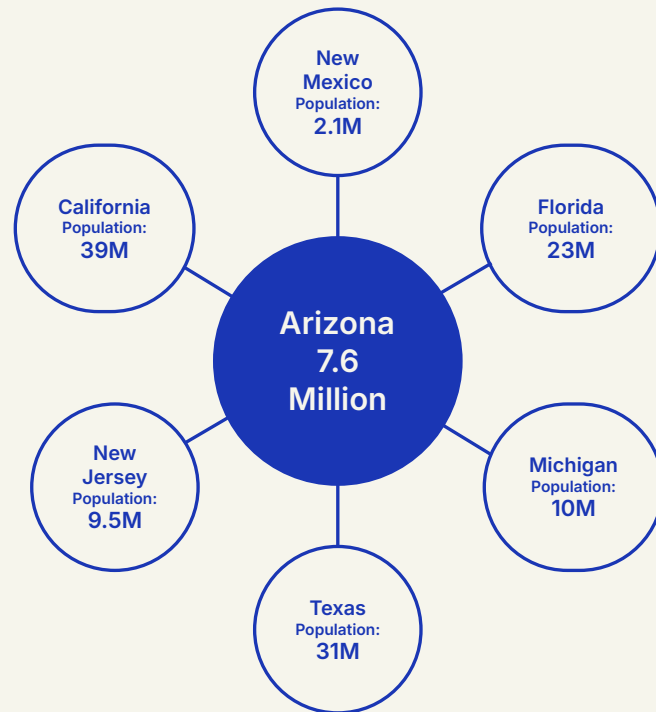 New
Mexico
Population:
2.1M
California
Population:
39M
Florida
Population:
23M
Arizona
7.6
Million
New
Jersey
Population:
9.5M
Michigan
Population:
10M
Texas
Population:
31M